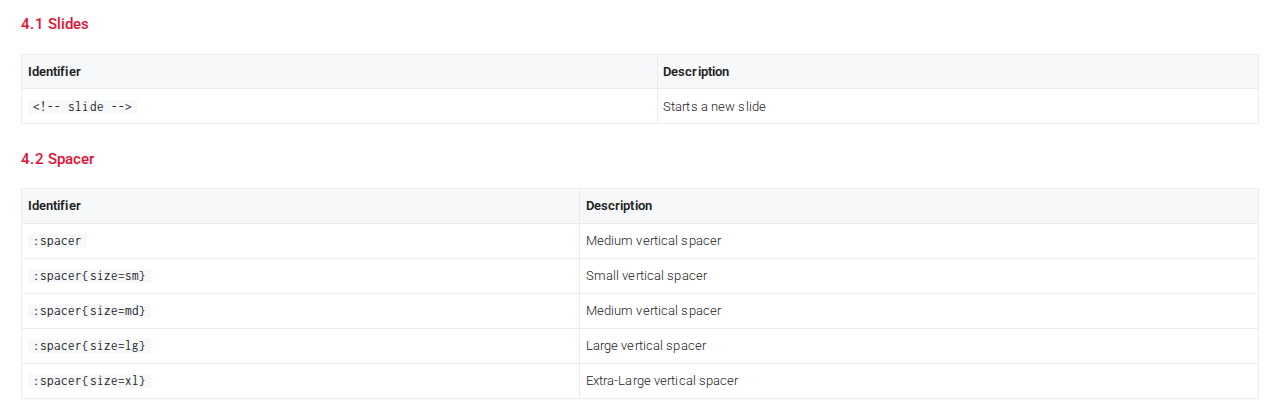 4.1 Slides
Identifier Description
<!-- slide --> Starts a new slide
4.2 Spacer
Identifier Description
:spacer Medium vertical spacer
:spacer{size=sm} Small vertical spacer
:spacer{size=md} Medium vertical spacer
:spacer{size=lg} Large vertical spacer
:spacer{size=xl} Extra-Large vertical spacer